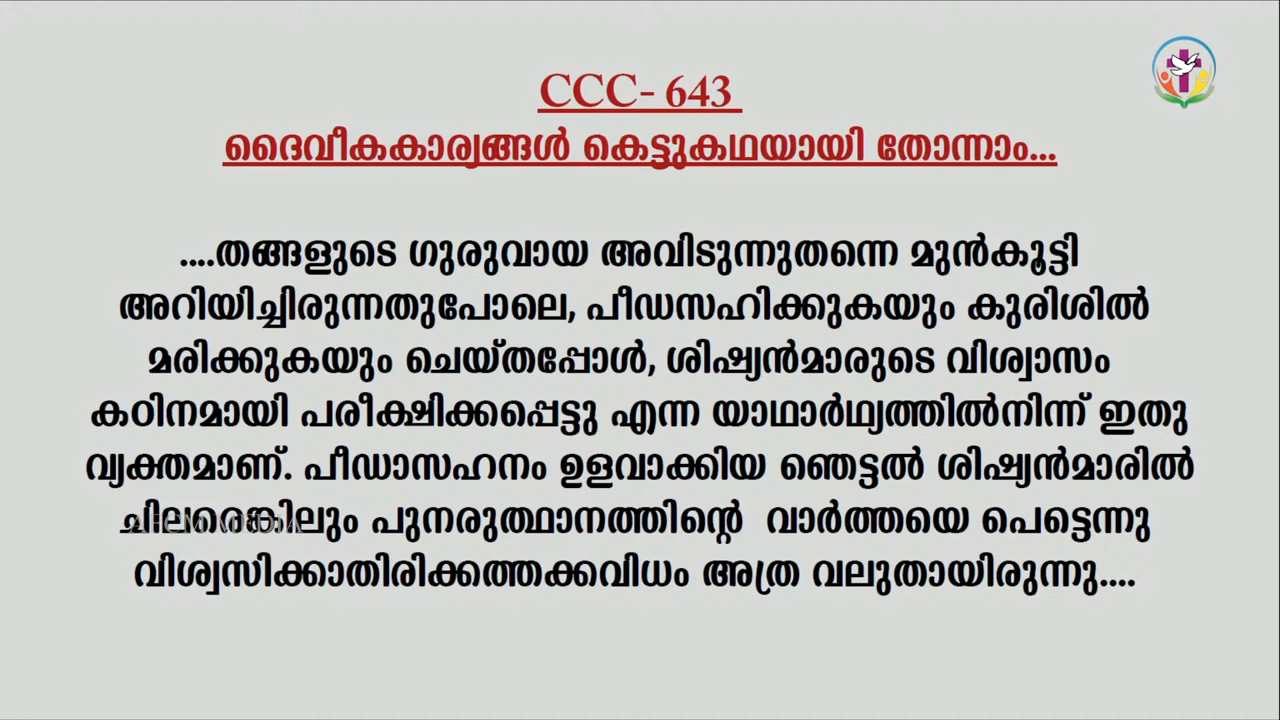 CCC- 643
ദൈവീകകാര്യങ്ങൾ കെട്ടുകഥയായി തോന്നാം...
....തങ്ങളുടെ ഗുരുവായ അവിടുന്നുതന്നെ മുൻകൂട്ടി
അറിയിച്ചിരുന്നതുപോലെ, പീഡസഹിക്കുകയും കുരിശിൽ
മരിക്കുകയും ചെയ്തപ്പോൾ, ശിഷ്യൻമാരുടെ വിശ്വാസം
കഠിനമായി പരീക്ഷിക്കപ്പെട്ടു എന്ന യാഥാർഥ്യത്തിൽനിന്ന് ഇതു
വ്യക്തമാണ്. പീഡാസഹനം ഉളവാക്കിയ ഞെട്ടൽ ശിഷ്യൻമാരിൽ
ചിലരെങ്കിലും പുനരുത്ഥാനത്തിന്റെ വാർത്തയെ പെട്ടെന്നു
വിശ്വസിക്കാതിരിക്കത്തക്കവിധം അത്ര വലുതായിരുന്നു....
AFCM MEDIA